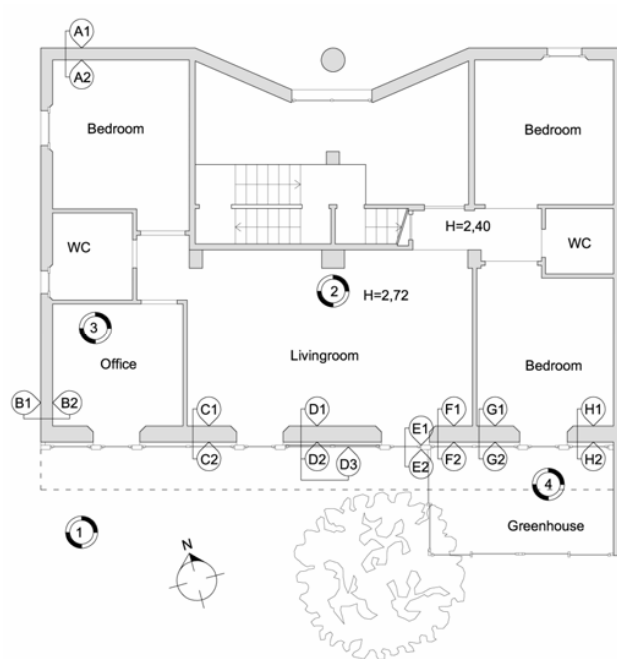 A1
A2
Bedroom
Bedroom
WC
H=2,40
WC
2
H=2,72
3
Office
Livingroom
Bedroom
B1
B2
C1
D1
E1
F1
G1
H1
C2
D2
D3
E2
F2
G2
H2
4
Greenhouse
1
N